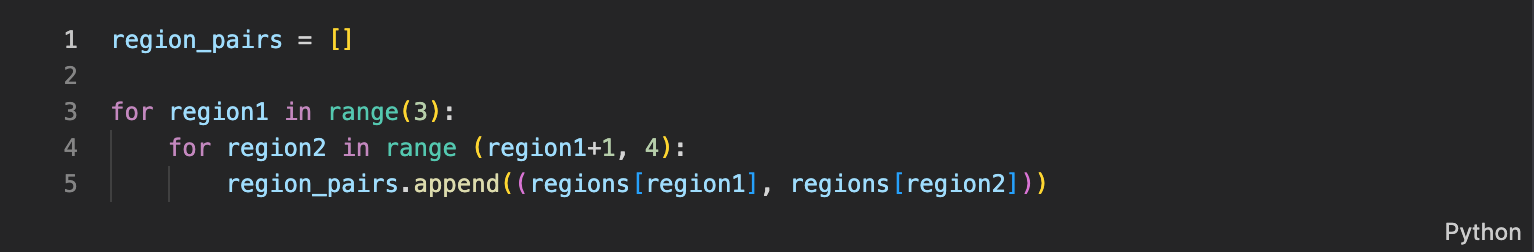 1 region_pairs = []
2
3 for region1 in range(3):
4     for region2 in range (region1+1, 4):
5         region_pairs.append((regions[region1], regions[region2]))
Python